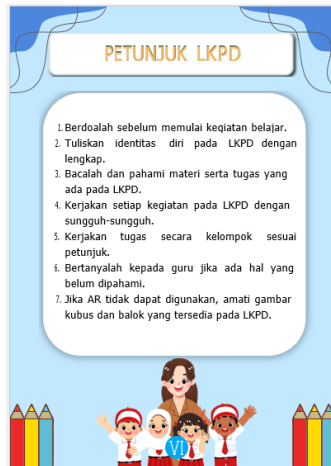 PETUNJUK LKPD
1. Berdoalah sebelum memulai kegiatan belajar.
2. Tuliskan identitas diri pada LKPD dengan
lengkap.
3. Bacalah dan pahami materi serta tugas yang
ada pada LKPD.
4. Kerjakan setiap kegiatan pada LKPD dengan
sungguh-sungguh.
5. Kerjakan tugas secara kelompok sesuai
petunjuk.
6. Bertanyalah kepada guru jika ada hal yang
belum dipahami.
7. Jika AR tidak dapat digunakan, amati gambar
kubus dan balok yang tersedia pada LKPD.
VI